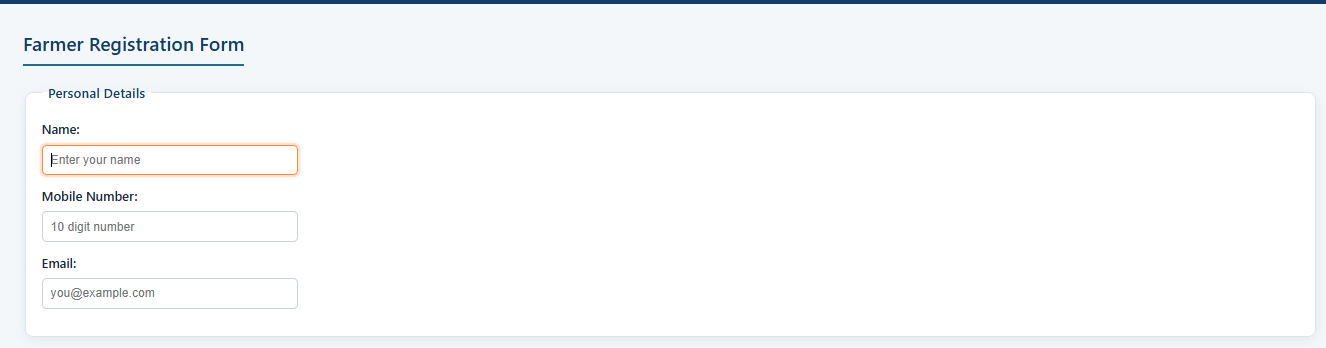 Farmer Registration Form
Personal Details
Name:
Enter your name
Mobile Number:
10 digit number
Email:
you@example.com